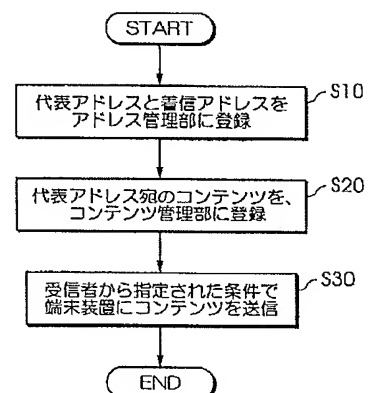 START
代表アドレスと着信アドレスを
アドレス管理部に登録
S10
代表アドレス宛のコンテンツを、
コンテンツ管理部に登録
S20
受信者から指定された条件で
端末装置にコンテンツを送信
S30
END